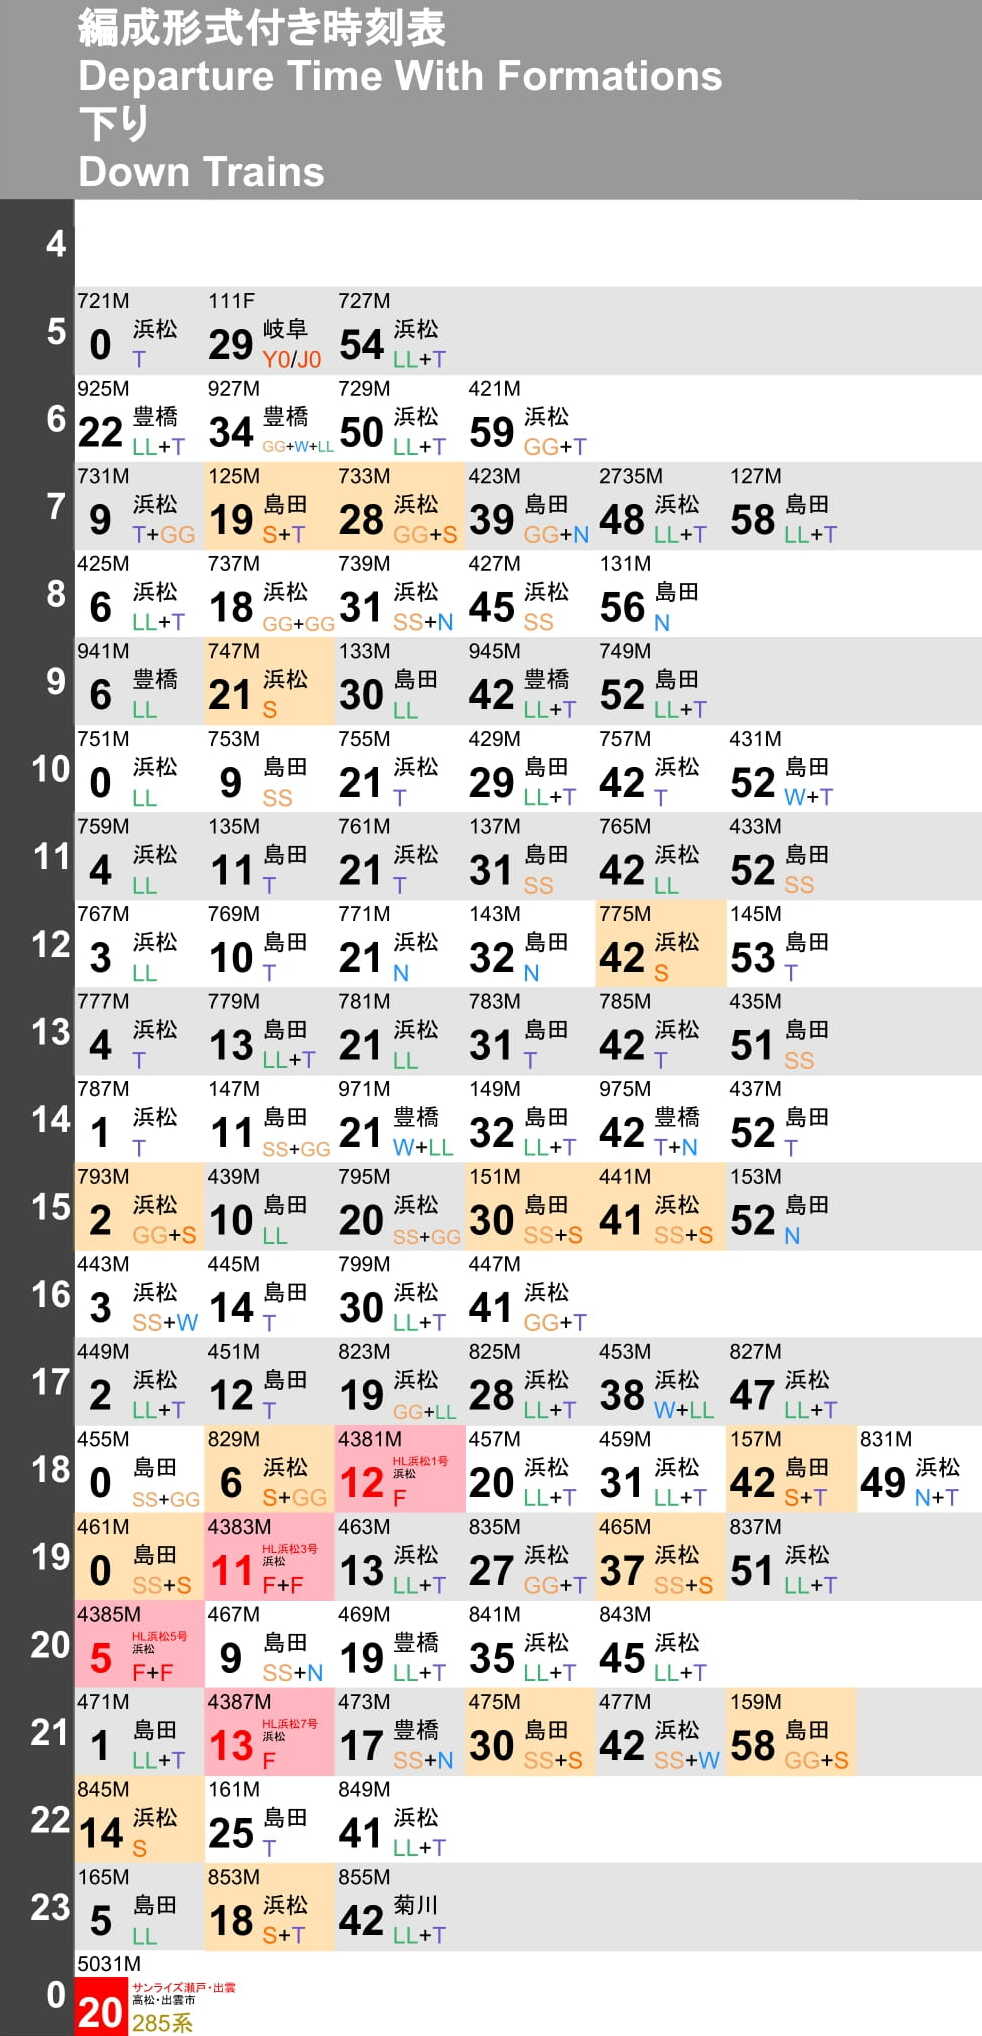 編成形式付き時刻表
Departure Time With Formations
下り
Down Trains
4
5
721M 0 浜松 T
111F 29 岐阜 Y0/J0
727M 54 浜松 LL+T
6
925M 22 豊橋 LL+T
927M 34 豊橋 GG+W+LL
729M 50 浜松 LL+T
421M 59 浜松 GG+T
7
731M 9 浜松 T+GG
125M 19 島田 S+T
733M 28 浜松 GG+S
423M 39 島田 GG+N
2735M 48 浜松 LL+T
127M 58 島田 LL+T
8
425M 6 浜松 LL+T
737M 18 浜松 GG+GG
739M 31 浜松 SS+N
427M 45 浜松 SS
131M 56 島田 N
9
941M 6 豊橋 LL
747M 21 浜松 S
133M 30 島田 LL
945M 42 豊橋 LL+T
749M 52 島田 LL+T
10
751M 0 浜松 LL
753M 9 島田 SS
755M 21 浜松 T
429M 29 島田 LL+T
757M 42 浜松 T
431M 52 島田 W+T
11
759M 4 浜松 LL
135M 11 島田 T
761M 21 浜松 T
137M 31 島田 SS
765M 42 浜松 LL
433M 52 島田 SS
12
767M 3 浜松 LL
769M 10 島田 T
771M 21 浜松 N
143M 32 島田 N
775M 42 浜松 S
145M 53 島田 T
13
777M 4 浜松 T
779M 13 島田 LL+T
781M 21 浜松 LL
783M 31 島田 T
785M 42 浜松 T
435M 51 島田 SS
14
787M 1 浜松 T
147M 11 島田 SS+GG
971M 21 豊橋 W+LL
149M 32 島田 LL+T
975M 42 豊橋 T+N
437M 52 島田 T
15
793M 2 浜松 GG+S
439M 10 島田 LL
795M 20 浜松 SS+GG
151M 30 島田 SS+S
441M 41 浜松 SS+S
153M 52 島田 N
16
443M 3 浜松 SS+W
445M 14 島田 T
799M 30 浜松 LL+T
447M 41 浜松 GG+T
17
449M 2 浜松 LL+T
451M 12 島田 T
823M 19 浜松 GG+LL
825M 28 浜松 LL+T
453M 38 浜松 W+LL
827M 47 浜松 LL+T
18
455M 0 島田 SS+GG
829M 6 浜松 S+GG
4381M 12 HL浜松1号 浜松 F
457M 20 浜松 LL+T
459M 31 浜松 LL+T
157M 42 島田 S+T
831M 49 浜松 N+T
19
461M 0 島田 SS+S
4383M 11 HL浜松3号 浜松 F+F
463M 13 浜松 LL+T
835M 27 浜松 GG+T
465M 37 浜松 SS+S
837M 51 浜松 LL+T
20
4385M 5 HL浜松5号 浜松 F+F
467M 9 島田 SS+N
469M 19 豊橋 LL+T
841M 35 浜松 LL+T
843M 45 浜松 LL+T
21
471M 1 島田 LL+T
4387M 13 HL浜松7号 浜松 F
473M 17 豊橋 SS+N
475M 30 島田 SS+S
477M 42 浜松 SS+W
159M 58 島田 GG+S
22
845M 14 浜松 S
161M 25 島田 T
849M 41 浜松 LL+T
23
165M 5 島田 LL
853M 18 浜松 S+T
855M 42 菊川 LL+T
0
5031M 20 サンライズ瀬戸・出雲 高松・出雲市 285系